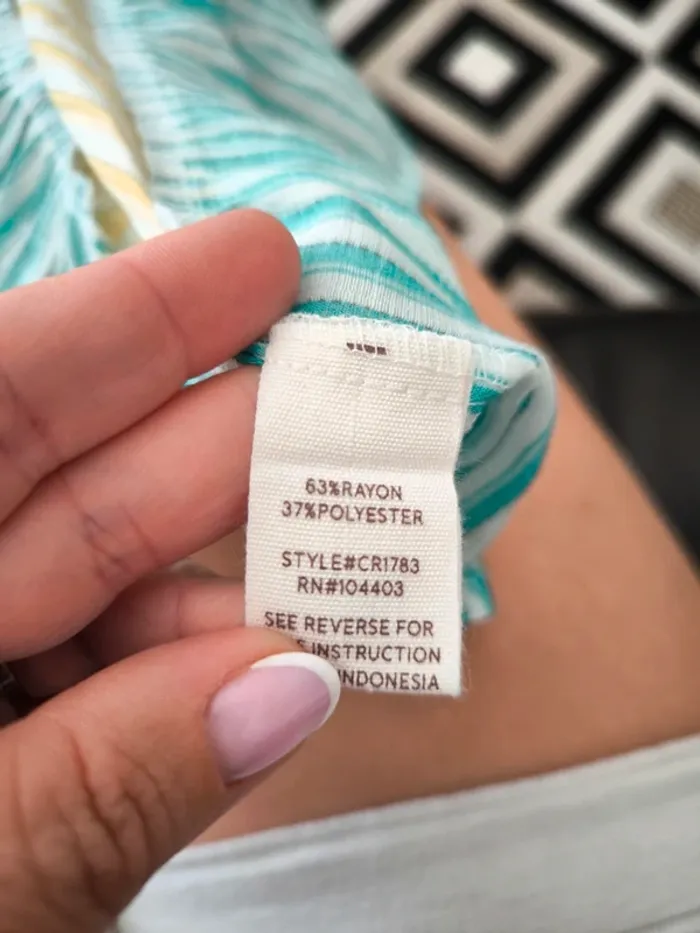 63%RAYON
37%POLYESTER
STYLE#CR1783
RN#104403
SEE REVERSE FOR
INSTRUCTION
INDONESIA